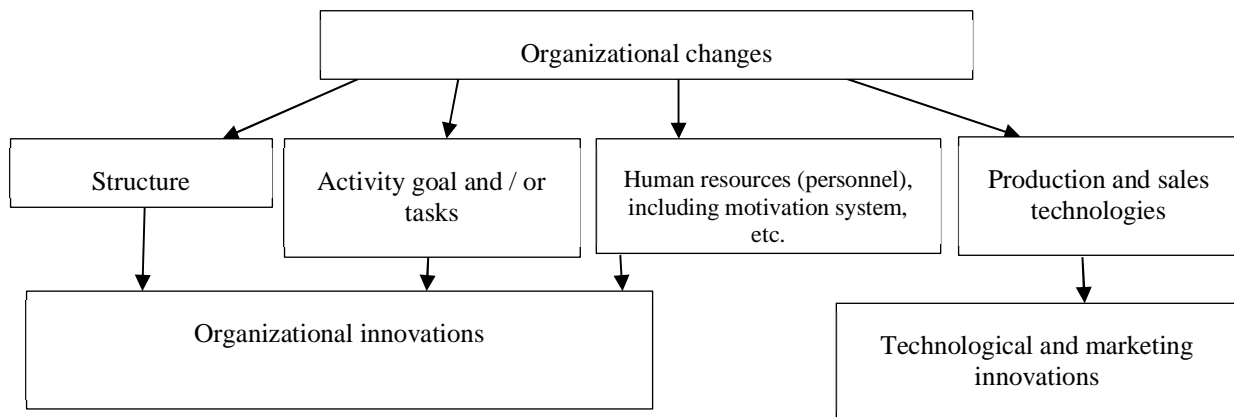 Organizational changes
Structure
Activity goal and / or
tasks
Human resources (personnel),
including motivation system,
etc.
Production and sales
technologies
Organizational innovations
Technological and marketing
innovations